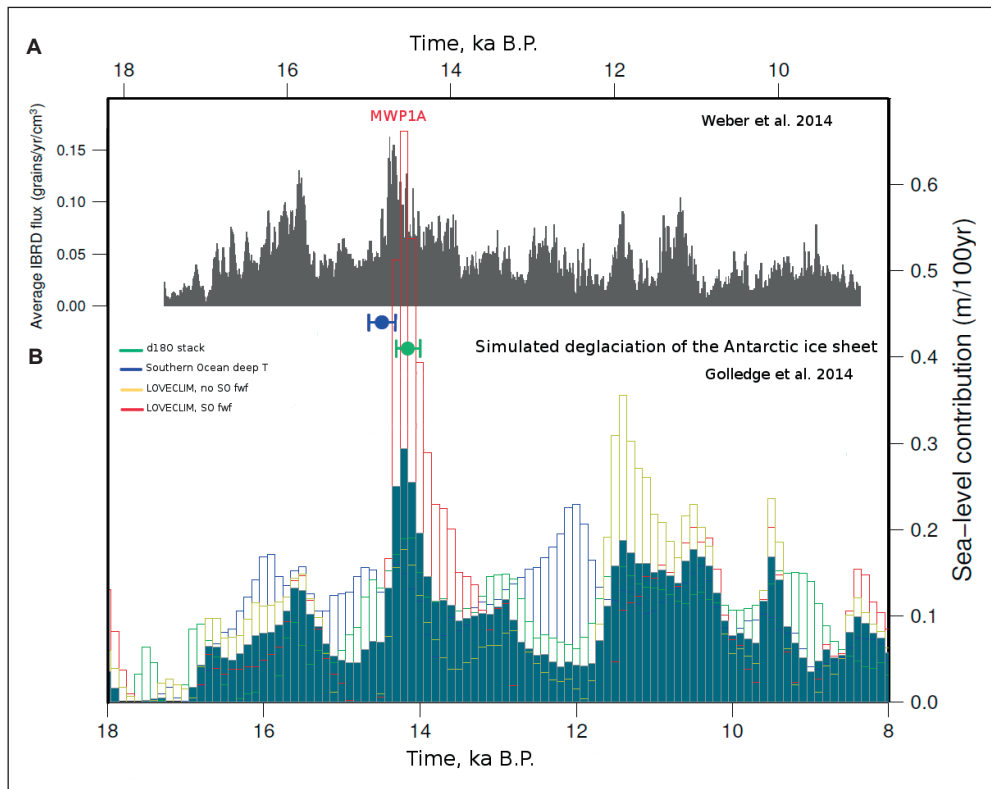 A
Time, ka B.P.
18 16 14 12 10
MWP1A
Weber et al. 2014
Average IBRD flux (grains/yr/cm³)
0.15
0.10
0.05
0.00
B
d180 stack
Southern Ocean deep T
LOVECLIM, no SO fwf
LOVECLIM, SO fwf
Simulated deglaciation of the Antarctic ice sheet
Golledge et al. 2014
0.6
0.5
0.4
0.3
0.2
0.1
0.0
Sea–level contribution (m/100yr)
18 16 14 12 10 8
Time, ka B.P.